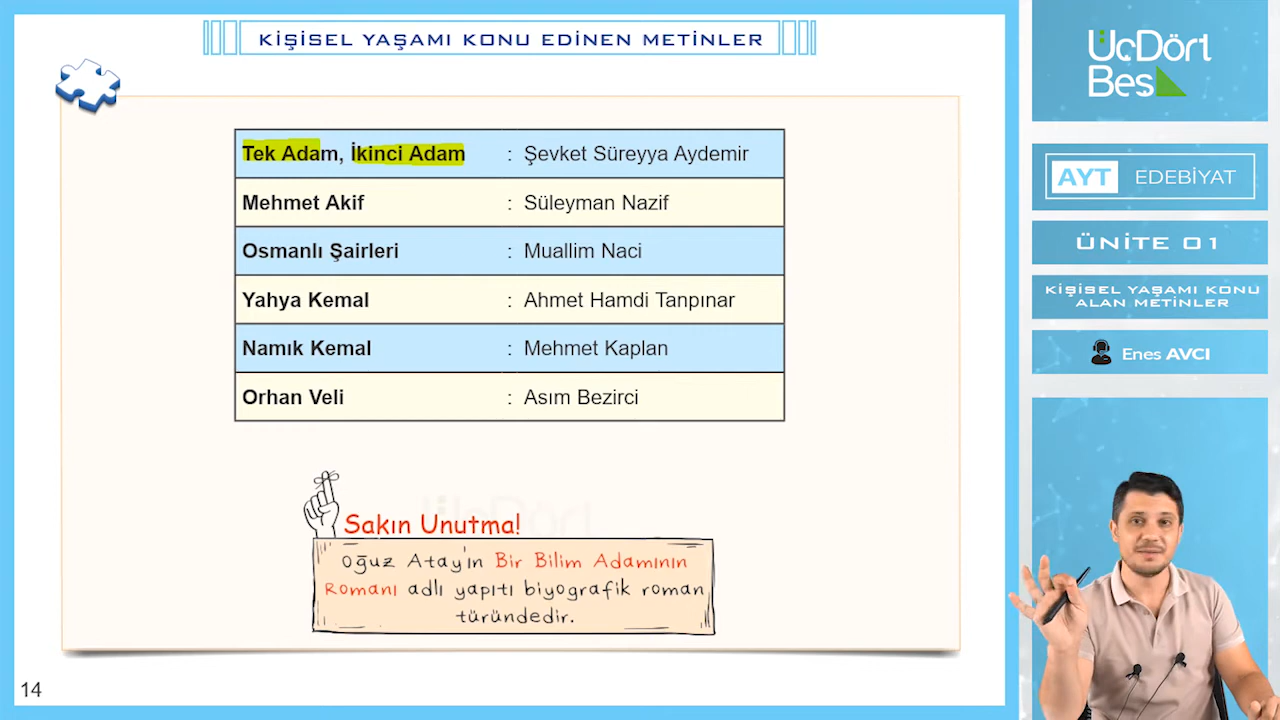 KİŞİSEL YAŞAMI KONU EDİNEN METİNLER
Tek Adam, İkinci Adam : Şevket Süreyya Aydemir
Mehmet Akif : Süleyman Nazif
Osmanlı Şairleri : Muallim Naci
Yahya Kemal : Ahmet Hamdi Tanpınar
Namık Kemal : Mehmet Kaplan
Orhan Veli : Asım Bezirci
Sakın Unutma!
Oğuz Atay'ın Bir Bilim Adamının
Romanı adlı yapıtı biyografik roman
türündedir.
14
ÜçDört
Beş
AYT EDEBİYAT
ÜNİTE 01
KİŞİSEL YAŞAMI KONU
ALAN METİNLER
Enes AVCI